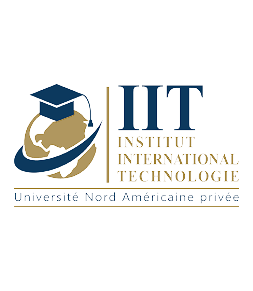 IIT
INSTITUT
INTERNATIONAL
TECHNOLOGIE
Université Nord Américaine privée